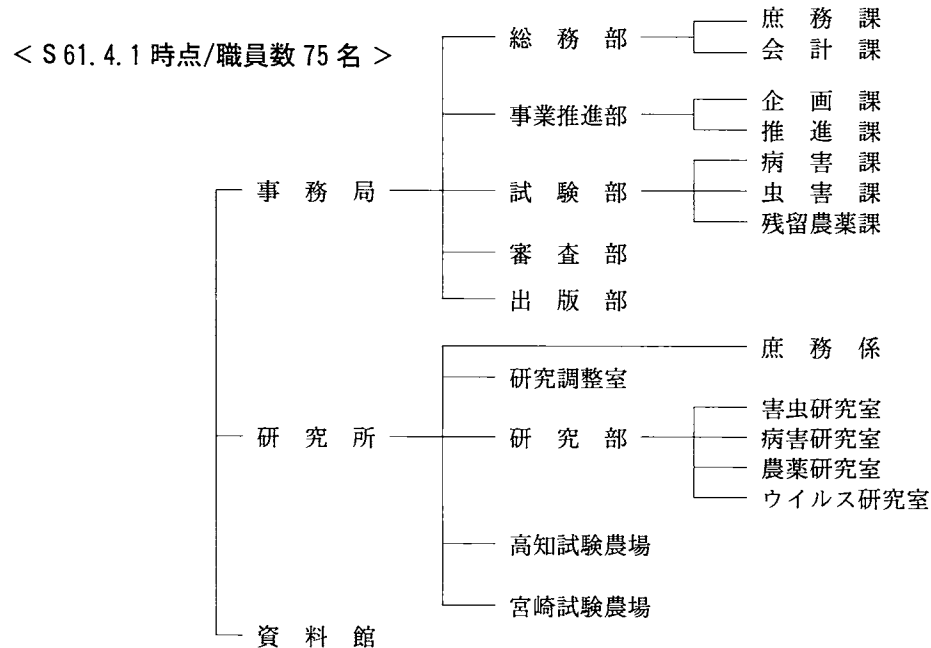 < S 61. 4. 1 時点/職員数 75 名 >
事務局
総務部
庶務課
会計課
事業推進部
企画課
推進課
試験部
病害課
虫害課
残留農薬課
審査部
出版部
研究所
庶務係
研究調整室
研究部
害虫研究室
病害研究室
農薬研究室
ウイルス研究室
高知試験農場
宮崎試験農場
資料館